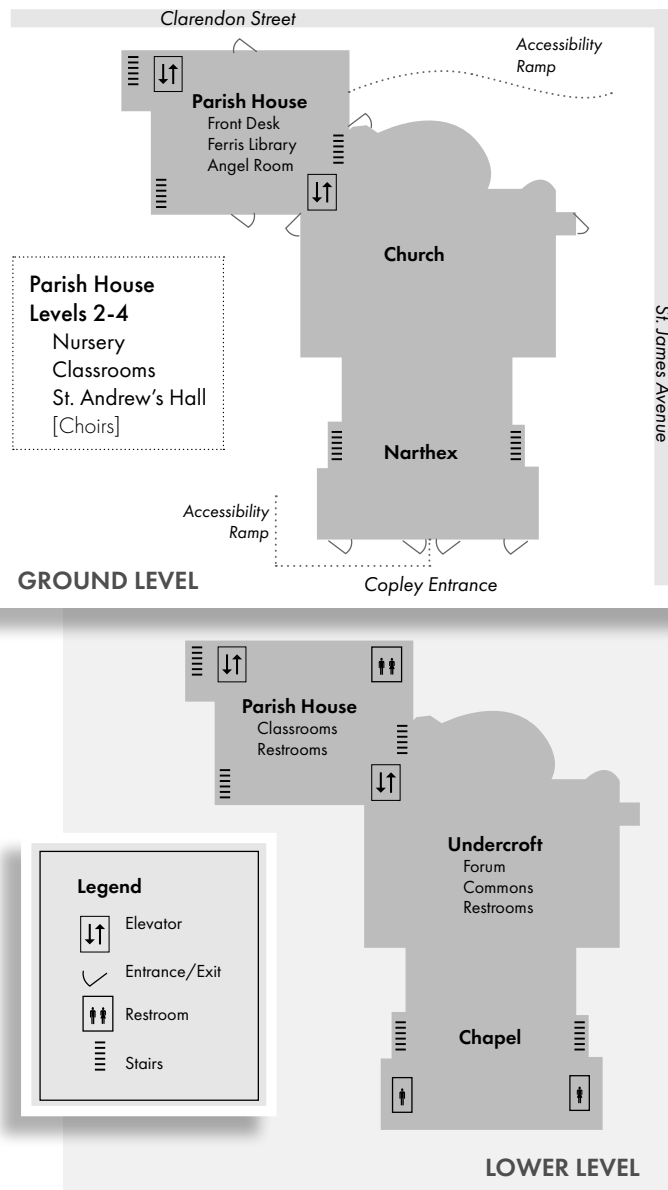 Clarendon Street
Accessibility
Ramp
Parish House
Front Desk
Ferris Library
Angel Room
Church
Parish House
Levels 2-4
Nursery
Classrooms
St. Andrew's Hall
[Choirs]
St. James Avenue
Narthex
Accessibility
Ramp
GROUND LEVEL
Copley Entrance
Parish House
Classrooms
Restrooms
Undercroft
Forum
Commons
Restrooms
Legend
Elevator
Entrance/Exit
Restroom
Stairs
Chapel
LOWER LEVEL